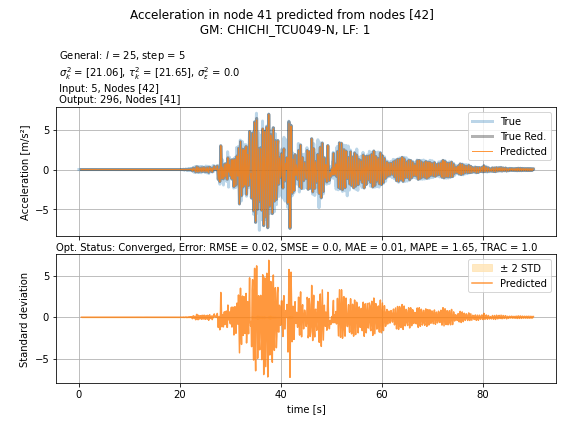 Acceleration in node 41 predicted from nodes [42]
GM: CHICHI_TCU049-N, LF: 1
General: l = 25, step = 5
σ²ₖ = [21.06], τ²ₖ = [21.65], σ²ε = 0.0
Input: 5, Nodes [42]
Output: 296, Nodes [41]
5
0
−5
Acceleration [m/s²]
True
True Red.
Predicted
Opt. Status: Converged, Error: RMSE = 0.02, SMSE = 0.0, MAE = 0.01, MAPE = 1.65, TRAC = 1.0
5
0
−5
Standard deviation
± 2 STD
Predicted
0 20 40 60 80
time [s]